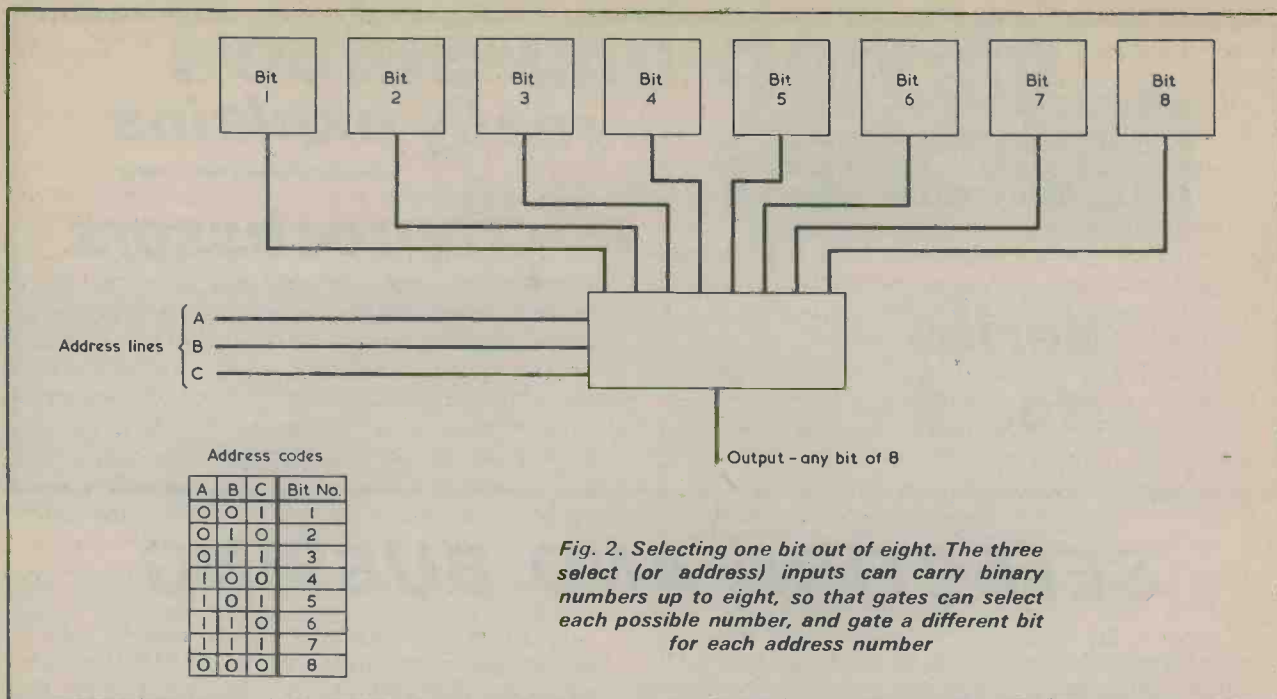 Bit 1
Bit 2
Bit 3
Bit 4
Bit 5
Bit 6
Bit 7
Bit 8
Address lines
A
B
C
Output - any bit of 8
Address codes
A B C Bit No.
0 0 1 1
0 1 0 2
0 1 1 3
1 0 0 4
1 0 1 5
1 1 0 6
1 1 1 7
0 0 0 8
Fig. 2. Selecting one bit out of eight. The three
select (or address) inputs can carry binary
numbers up to eight, so that gates can select
each possible number, and gate a different bit
for each address number